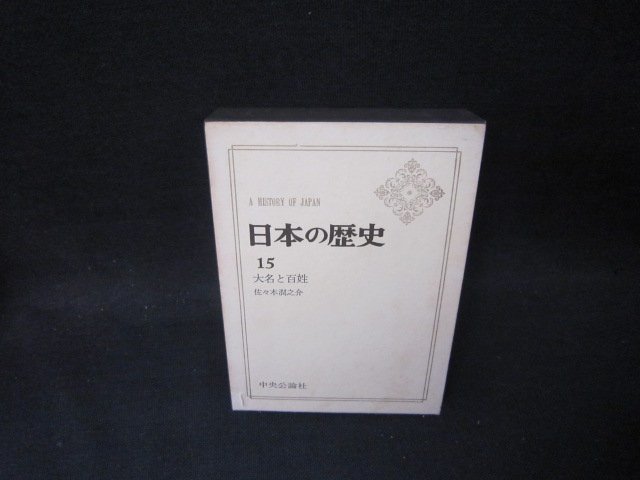 A HISTORY OF JAPAN
日本の歴史
15
大名と百姓
佐々木潤之介
中央公論社